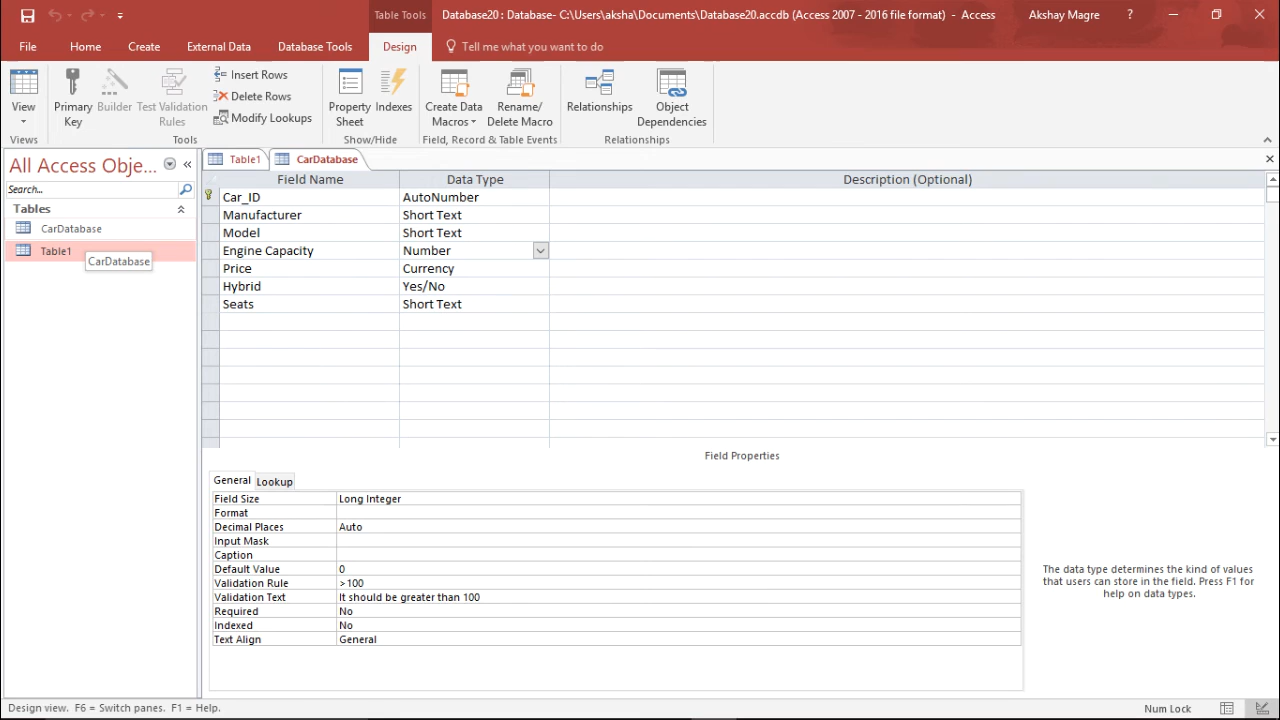 Table Tools
Database20 : Database- C:\Users\aksha\Documents\Database20.accdb (Access 2007 - 2016 file format) - Access
Akshay Magre
?
File
Home
Create
External Data
Database Tools
Design
Tell me what you want to do
View
Primary Key
Builder
Test Validation Rules
Insert Rows
Delete Rows
Modify Lookups
Property Sheet
Indexes
Create Data Macros
Rename/ Delete Macro
Relationships
Object Dependencies
Views
Tools
Show/Hide
Field, Record & Table Events
Relationships
All Access Obje...
Search...
Tables
CarDatabase
Table1
CarDatabase
Table1
CarDatabase
Field Name
Data Type
Description (Optional)
Car_ID AutoNumber
Manufacturer Short Text
Model Short Text
Engine Capacity Number
Price Currency
Hybrid Yes/No
Seats Short Text
Field Properties
General
Lookup
Field Size Long Integer
Format
Decimal Places Auto
Input Mask
Caption
Default Value 0
Validation Rule >100
Validation Text It should be greater than 100
Required No
Indexed No
Text Align General
The data type determines the kind of values
that users can store in the field. Press F1 for
help on data types.
Design view. F6 = Switch panes. F1 = Help.
Num Lock